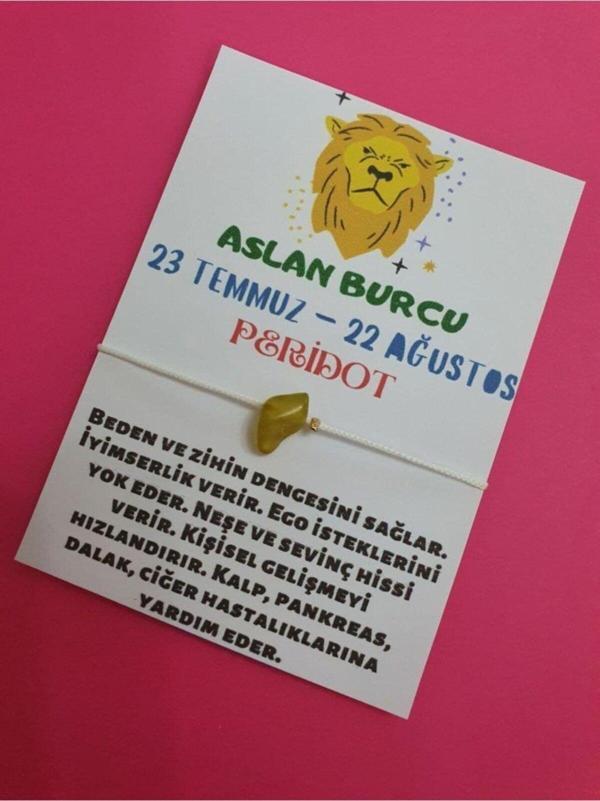 ASLAN BURCU
23 TEMMUZ – 22 AĞUSTOS
PERİDOT
BEDEN VE ZİHİN DENGESİNİ SAĞLAR.
İYİMSERLİK VERİR. EGO İSTEKLERİNİ
YOK EDER. NEŞE VE SEVİNÇ HİSSİ
VERİR. KİŞİSEL GELİŞMEYİ
HIZLANDIRIR. KALP, PANKREAS,
DALAK, CİĞER HASTALIKLARINA
YARDIM EDER.